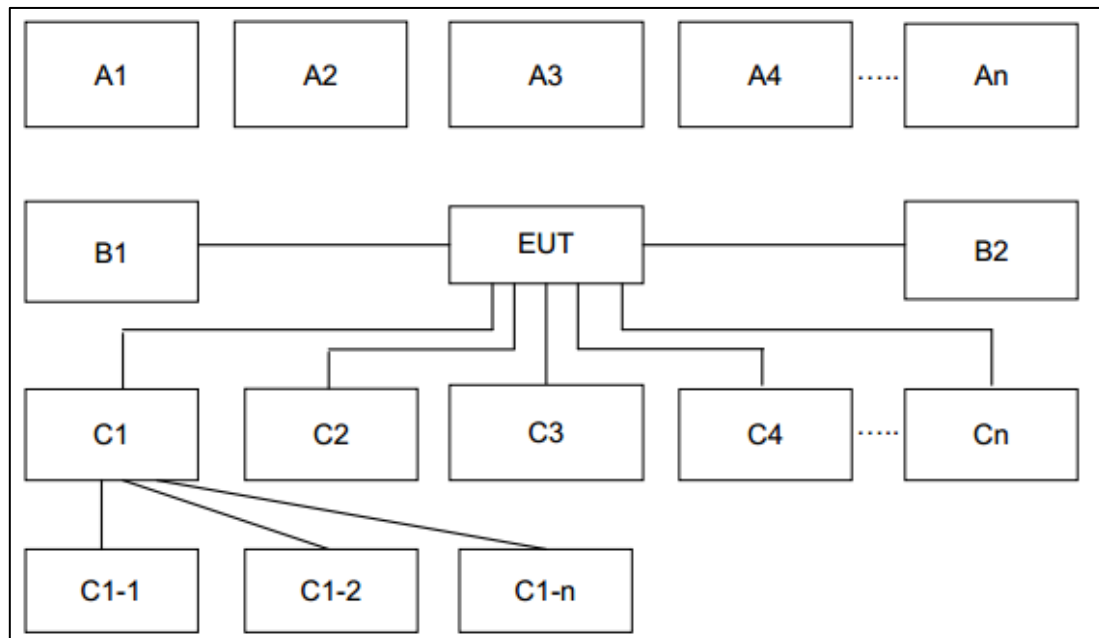 A1 A2 A3 A4 ..... An
B1 EUT B2
C1 C2 C3 C4 ..... Cn
C1-1 C1-2 C1-n